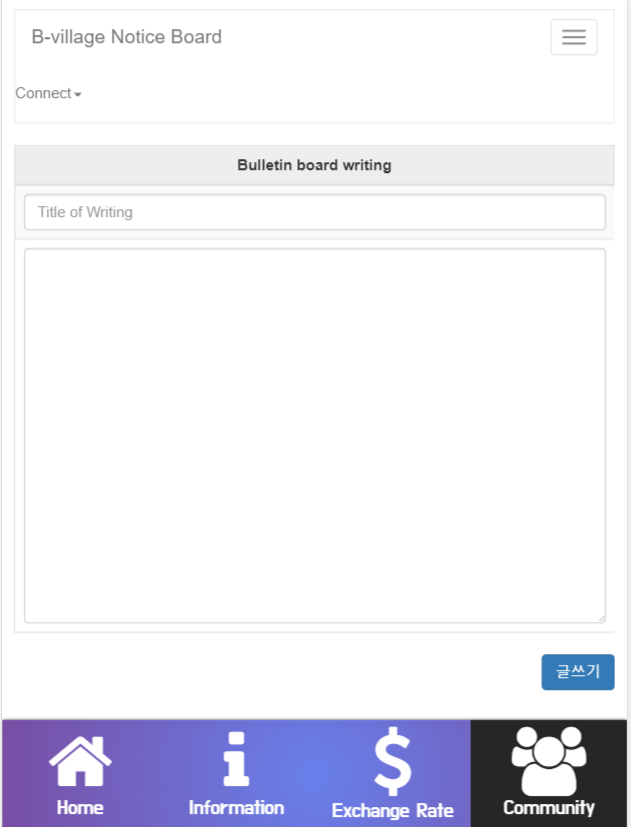 B-village Notice Board
Connect
Bulletin board writing
Title of Writing
글쓰기
Home
Information
Exchange Rate
Community